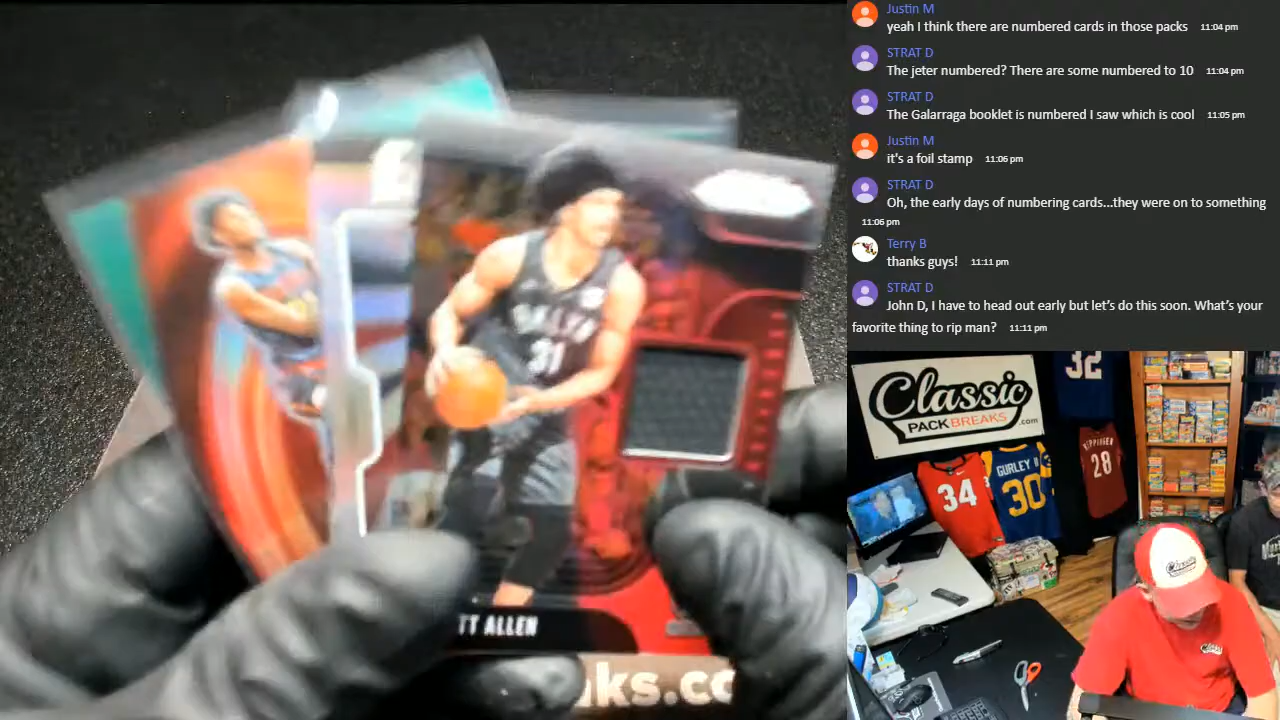 Justin M
yeah I think there are numbered cards in those packs 11:04 pm
STRAT D
The jeter numbered? There are some numbered to 10 11:04 pm
STRAT D
The Galarraga booklet is numbered I saw which is cool 11:05 pm
Justin M
it's a foil stamp 11:06 pm
STRAT D
Oh, the early days of numbering cards...they were on to something
11:06 pm
Terry B
thanks guys! 11:11 pm
STRAT D
John D, I have to head out early but let's do this soon. What's your
favorite thing to rip man? 11:11 pm
31
TT ALLEN
aks.co
Classic
PACK BREAKS.com
32
34
GURLEY II
30
PIPPINGER
28
Classic